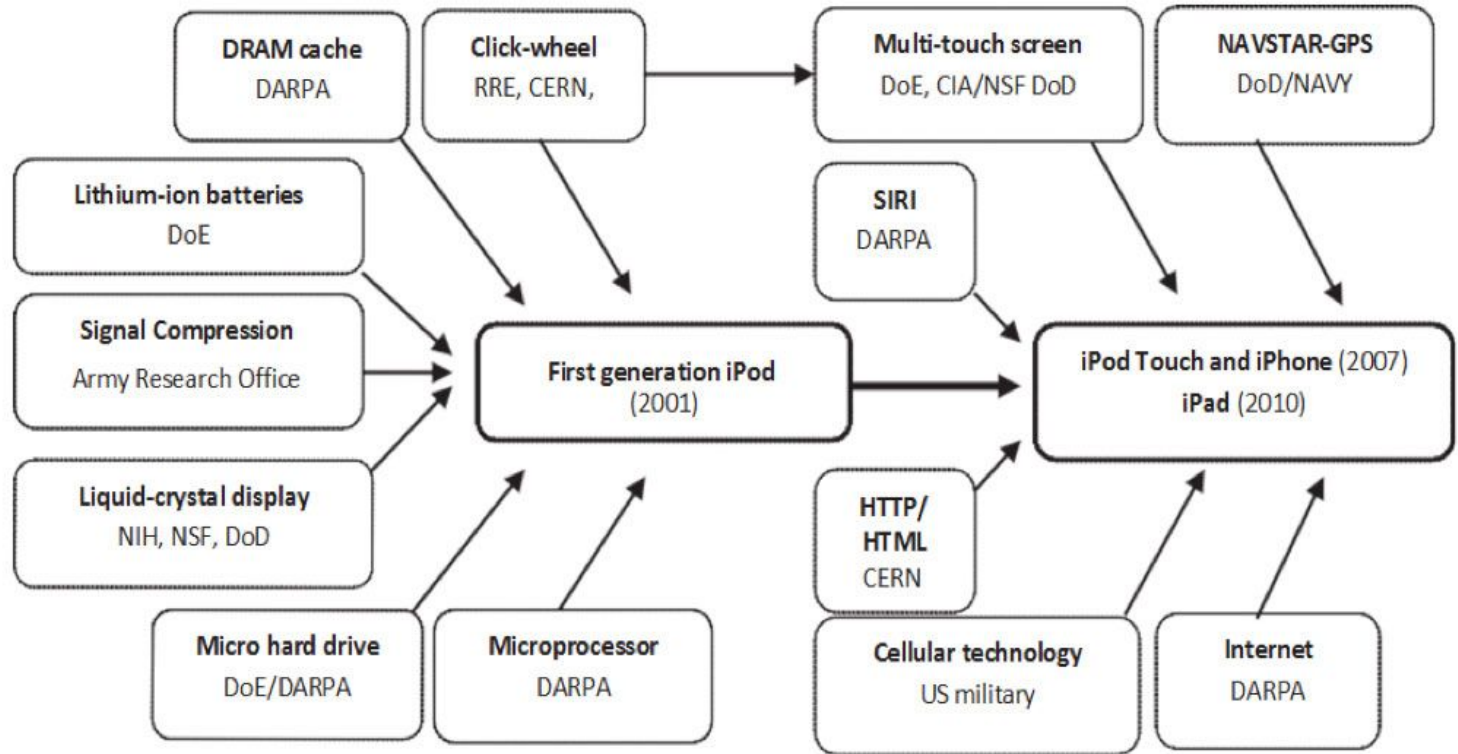 DRAM cache
DARPA
Click-wheel
RRE, CERN,
Multi-touch screen
DoE, CIA/NSF DoD
NAVSTAR-GPS
DoD/NAVY
Lithium-ion batteries
DoE
SIRI
DARPA
Signal Compression
Army Research Office
First generation iPod
(2001)
iPod Touch and iPhone (2007)
iPad (2010)
Liquid-crystal display
NIH, NSF, DoD
HTTP/
HTML
CERN
Micro hard drive
DoE/DARPA
Microprocessor
DARPA
Cellular technology
US military
Internet
DARPA